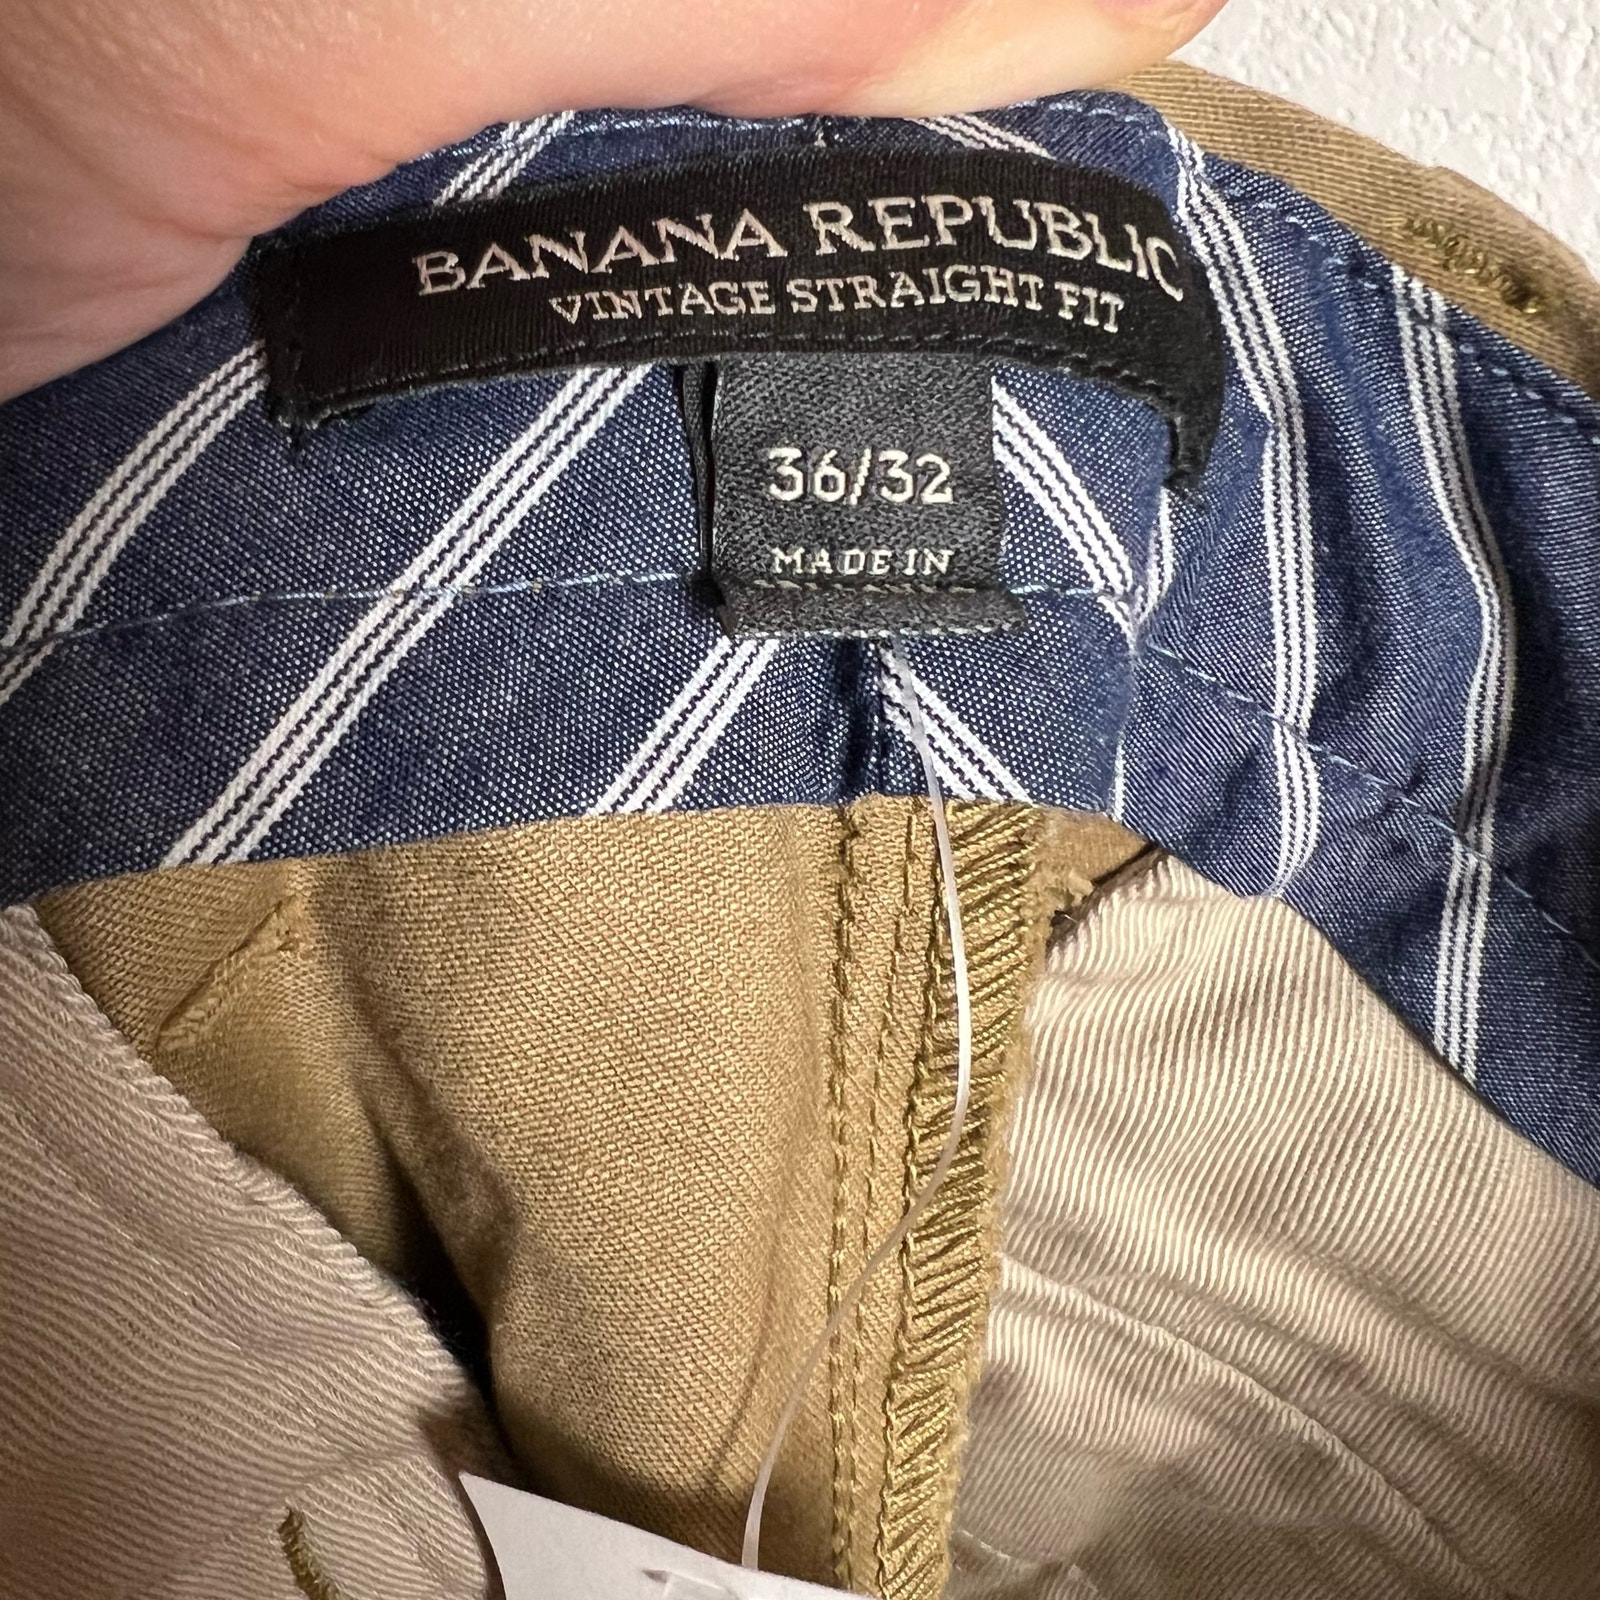 BANANA REPUBLIC
VINTAGE STRAIGHT FIT
36/32
MADE IN